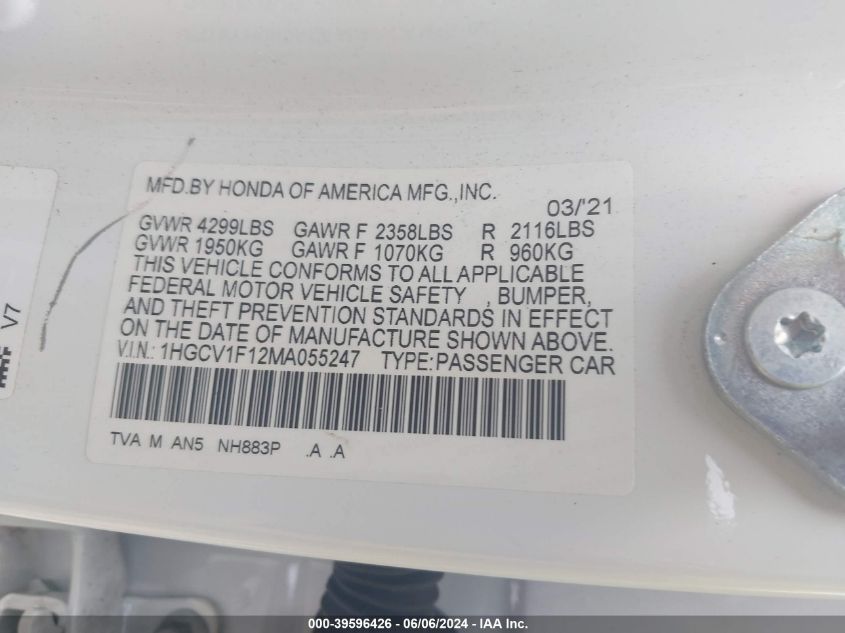 MFD.BY HONDA OF AMERICA MFG.,INC. 03/'21
GVWR 4299LBS GAWR F 2358LBS R 2116LBS
GVWR 1950KG GAWR F 1070KG R 960KG
THIS VEHICLE CONFORMS TO ALL APPLICABLE
FEDERAL MOTOR VEHICLE SAFETY , BUMPER,
AND THEFT PREVENTION STANDARDS IN EFFECT
ON THE DATE OF MANUFACTURE SHOWN ABOVE.
V.I.N.: 1HGCV1F12MA055247 TYPE:PASSENGER CAR
TVA M AN5 NH883P .A .A
V7
000-39596426 - 06/06/2024 - IAA Inc.